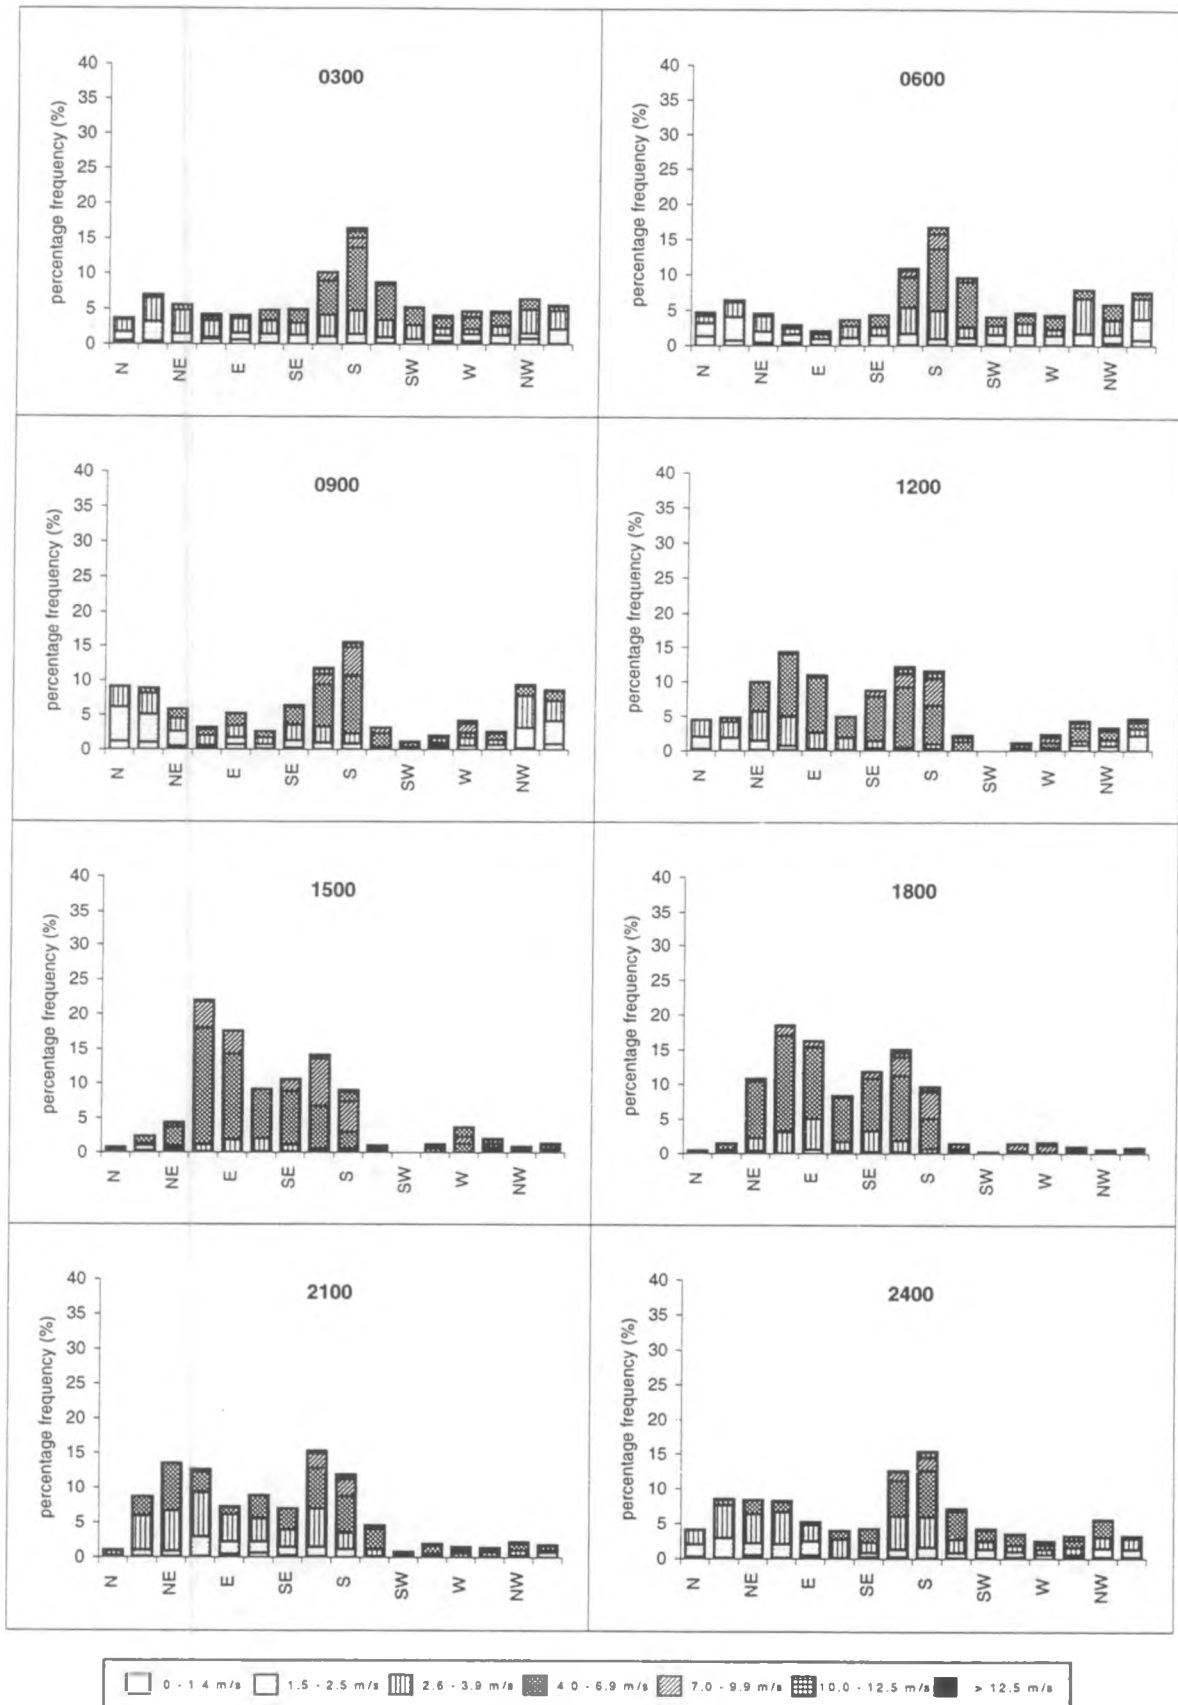 0300
percentage frequency (%)
40
35
30
25
20
15
10
5
0
N
NE
E
SE
S
SW
W
NW
0600
percentage frequency (%)
40
35
30
25
20
15
10
5
0
N
NE
E
SE
S
SW
W
NW
0900
percentage frequency (%)
40
35
30
25
20
15
10
5
0
N
NE
E
SE
S
SW
W
NW
1200
percentage frequency (%)
40
35
30
25
20
15
10
5
0
N
NE
E
SE
S
SW
W
NW
1500
percentage frequency (%)
40
35
30
25
20
15
10
5
0
N
NE
E
SE
S
SW
W
NW
1800
percentage frequency (%)
40
35
30
25
20
15
10
5
0
N
NE
E
SE
S
SW
W
NW
2100
percentage frequency (%)
40
35
30
25
20
15
10
5
0
N
NE
E
SE
S
SW
W
NW
2400
percentage frequency (%)
40
35
30
25
20
15
10
5
0
N
NE
E
SE
S
SW
W
NW
0 - 1.4 m/s 1.5 - 2.5 m/s 2.6 - 3.9 m/s 4.0 - 6.9 m/s 7.0 - 9.9 m/s 10.0 - 12.5 m/s > 12.5 m/s